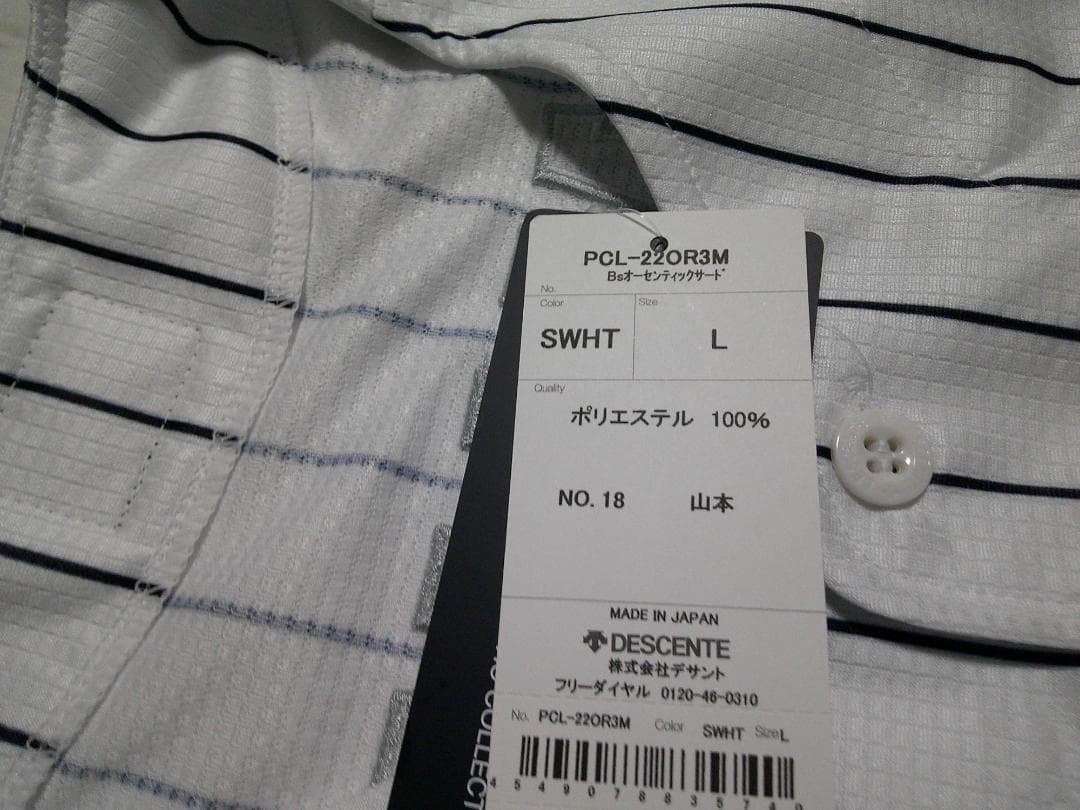 PCL-22OR3M
Bsオーセンティックサード
No.
Color
Size
SWHT
L
Quality
ポリエステル 100%
NO. 18 山本
MADE IN JAPAN
DESCENTE
株式会社デサント
フリーダイヤル 0120-46-0310
No. PCL-22OR3M Color SWHT Size L
COLLECT